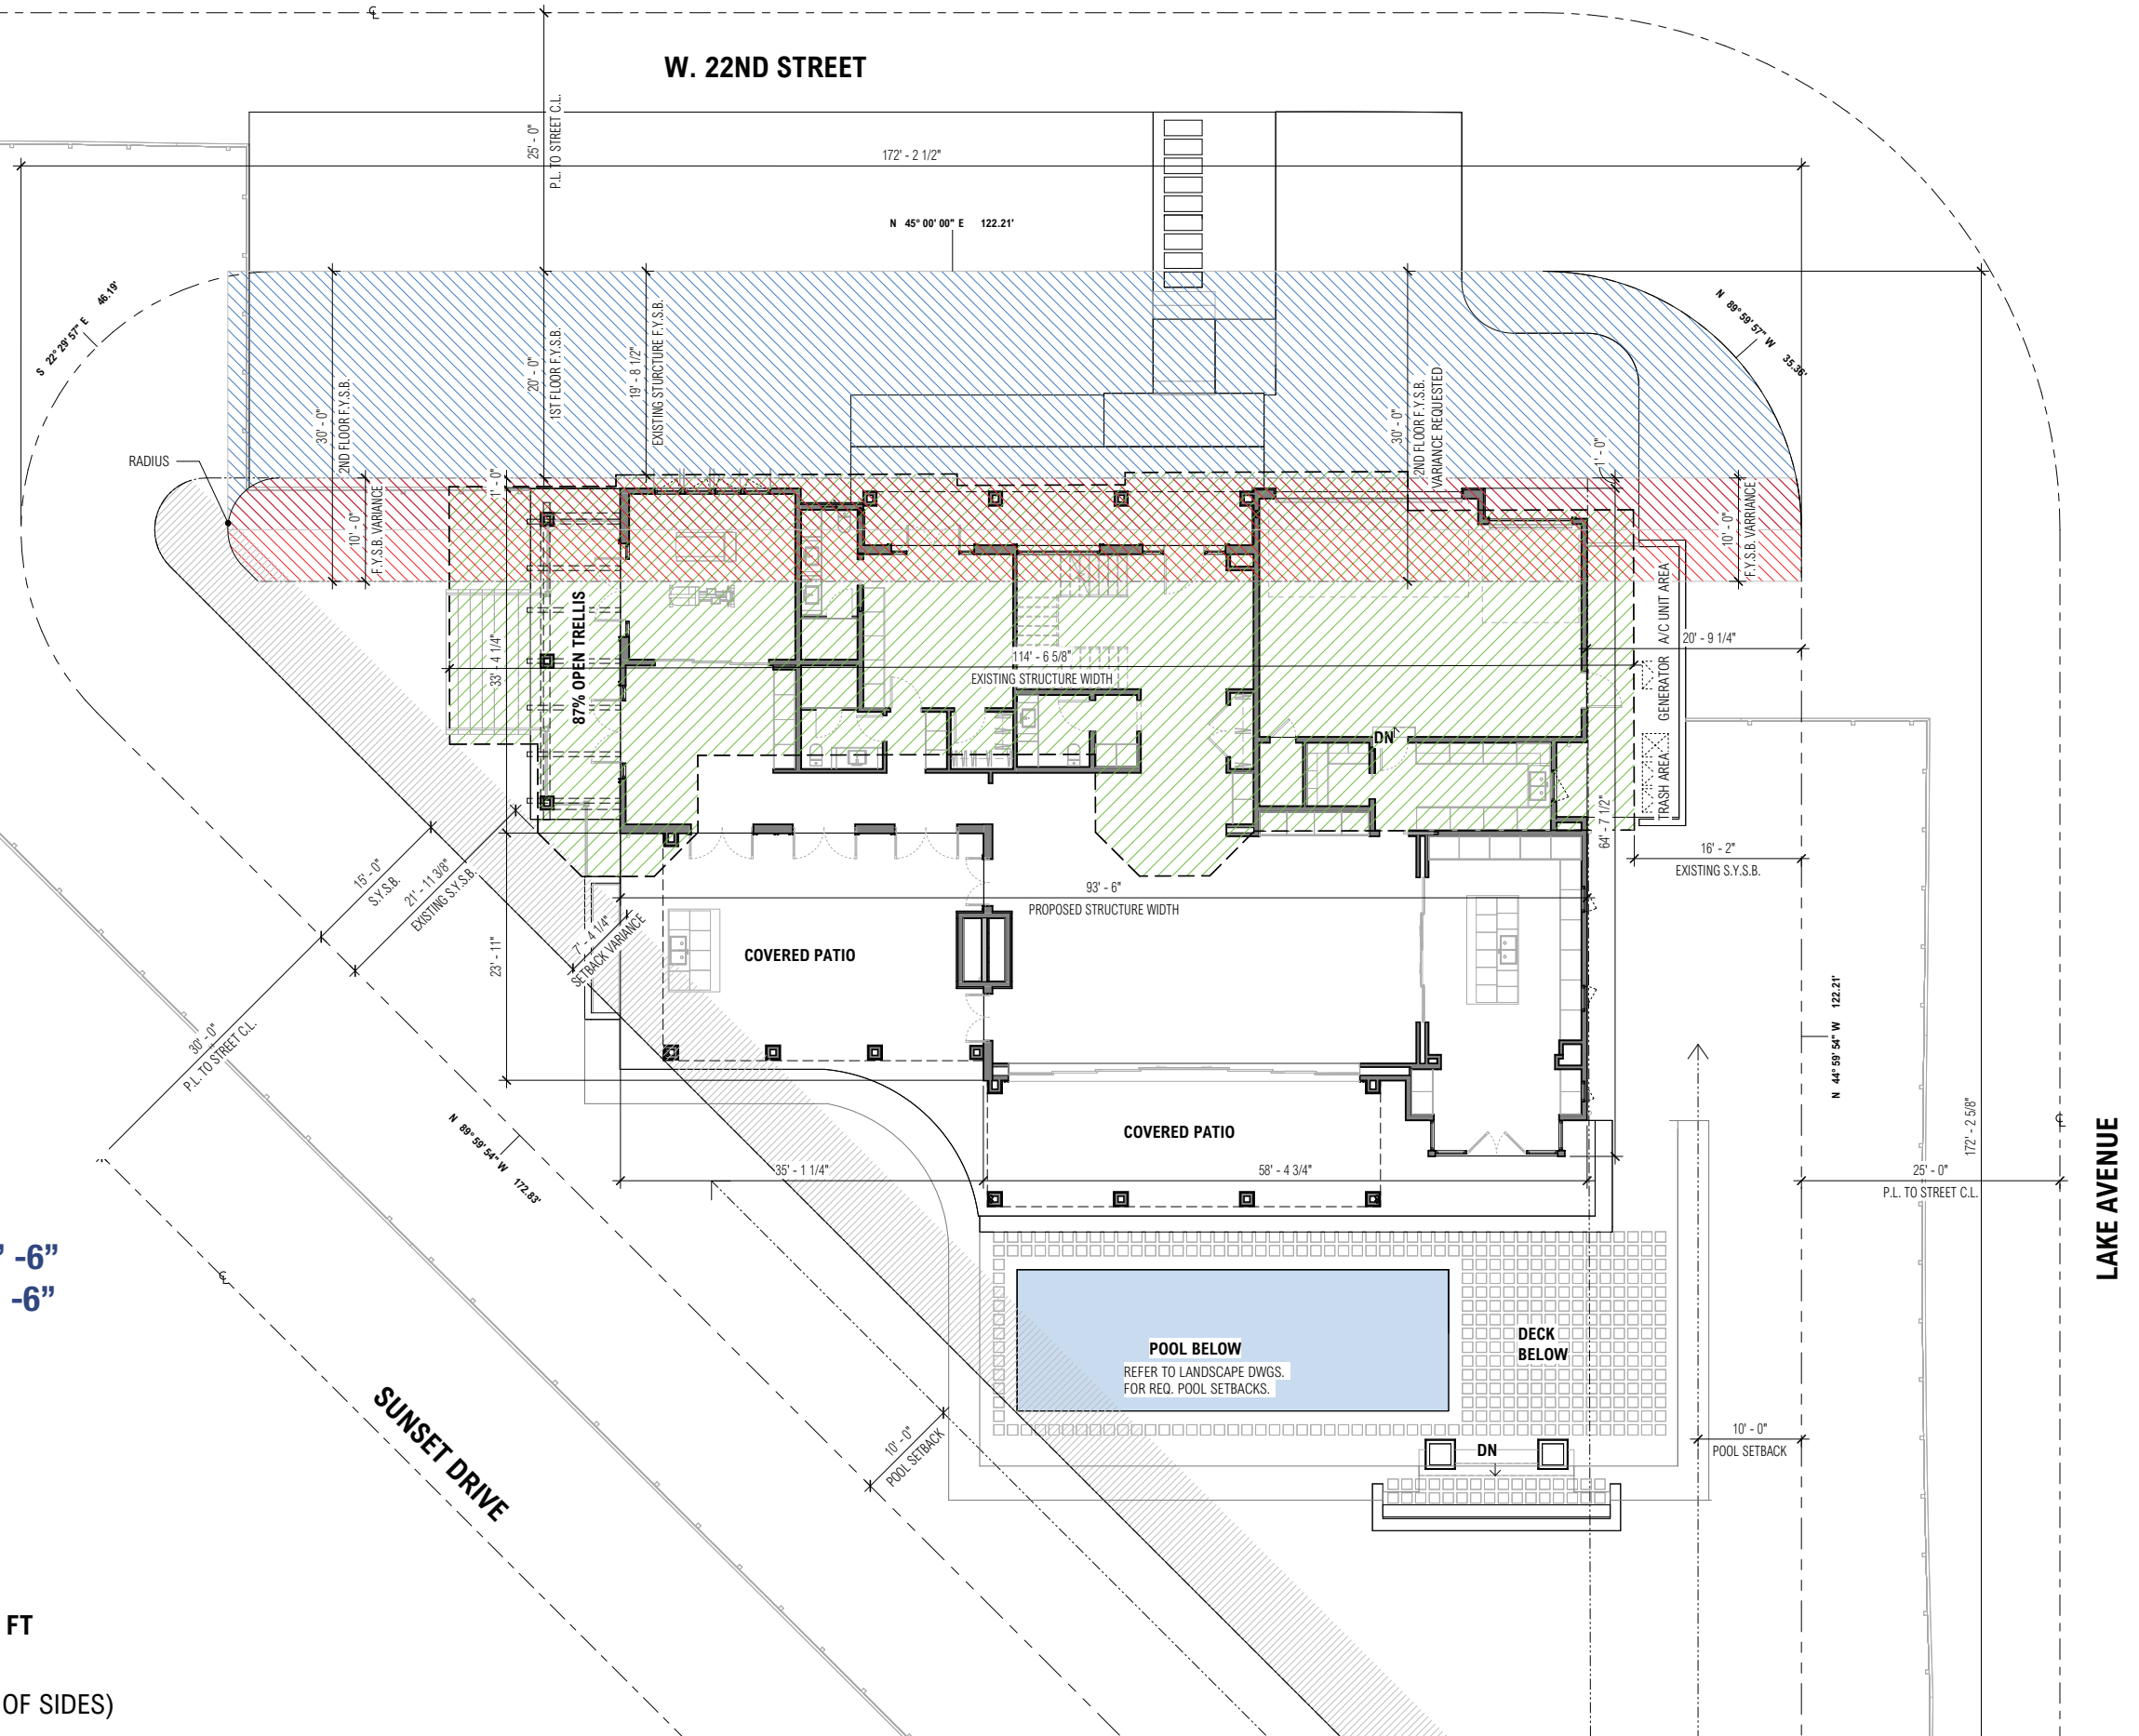 W. 22ND STREET
25' - 0"
P.L. TO STREET C.L.
172' - 2 1/2"
N 45° 00' 00" E 122.21'
S 22° 29' 57" E 46.19'
N 89° 59' 57" W 35.36'
RADIUS
30' - 0"
2ND FLOOR F.Y.S.B.
20' - 0"
1ST FLOOR F.Y.S.B.
19' - 8 1/2"
EXISTING STURCTURE F.Y.S.B.
30' - 0"
2ND FLOOR F.Y.S.B.
VARIANCE REQUESTED
1' - 0"
10' - 0"
F.Y.S.B. VARIANCE
1' - 0"
10' - 0"
F.Y.S.B. VARRIANCE
33' - 4 1/4"
87% OPEN TRELLIS
114' - 6 5/8"
EXISTING STRUCTURE WIDTH
20' - 9 1/4"
A/C UNIT AREA
GENERATOR
TRASH AREA
DN
64' - 7 1/2"
16' - 2"
EXISTING S.Y.S.B.
15' - 0"
S.Y.S.B.
21' - 11 3/8"
EXISTING S.Y.S.B.
7' - 4 1/4"
SETBACK VARIANCE
23' - 11"
93' - 6"
PROPOSED STRUCTURE WIDTH
COVERED PATIO
30' - 0"
P.L. TO STREET C.L.
N 44° 59' 54" W 122.21'
172' - 2 5/8"
LAKE AVENUE
N 89° 59' 54" W 172.83'
COVERED PATIO
35' - 1 1/4"
58' - 4 3/4"
25' - 0"
P.L. TO STREET C.L.
' -6”
-6”
POOL BELOW
REFER TO LANDSCAPE DWGS.
FOR REQ. POOL SETBACKS.
DECK
BELOW
SUNSET DRIVE
10' - 0"
POOL SETBACK
DN
10' - 0"
POOL SETBACK
FT
OF SIDES)